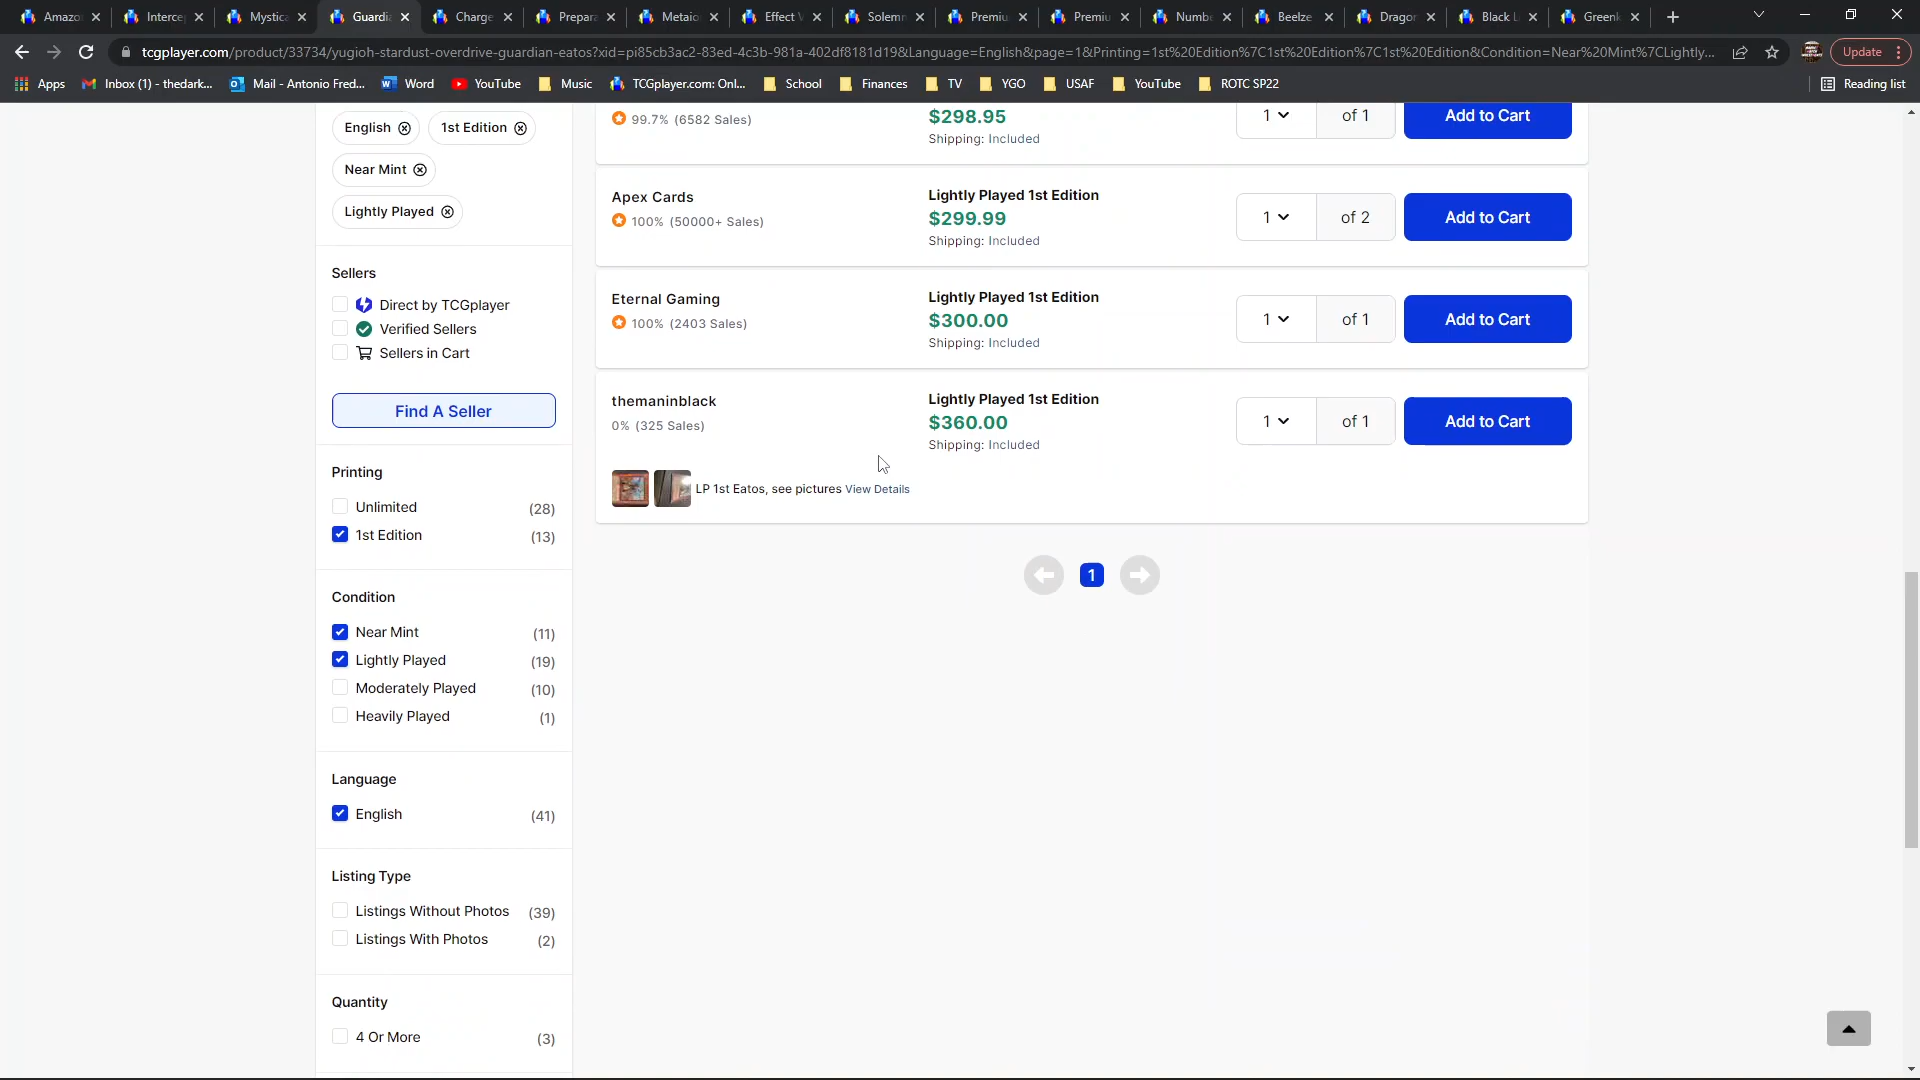 Amazo
Interce
Mystica
Guardia
Charge
Prepara
Metaio
Effect V
Solemn
Premiu
Premiu
Numbe
Beelze
Dragon
Black L
Greenk
tcgplayer.com/product/33734/yugioh-stardust-overdrive-guardian-eatos?xid=pi85cb3ac2-83ed-4c3b-981a-402df8181d19&Language=English&page=1&Printing=1st%20Edition%7C1st%20Edition%7C1st%20Edition&Condition=Near%20Mint%7CLightly...
Update
Apps
Inbox (1) - thedark...
Mail - Antonio Fred...
Word
YouTube
Music
TCGplayer.com: Onl...
School
Finances
TV
YGO
USAF
YouTube
ROTC SP22
Reading list
English
1st Edition
Near Mint
Lightly Played
Sellers
Direct by TCGplayer
Verified Sellers
Sellers in Cart
Find A Seller
Printing
Unlimited (28)
1st Edition (13)
Condition
Near Mint (11)
Lightly Played (19)
Moderately Played (10)
Heavily Played (1)
Language
English (41)
Listing Type
Listings Without Photos (39)
Listings With Photos (2)
Quantity
4 Or More (3)
99.7% (6582 Sales)
$298.95
Shipping: Included
1 of 1
Add to Cart
Apex Cards
100% (50000+ Sales)
Lightly Played 1st Edition
$299.99
Shipping: Included
1 of 2
Add to Cart
Eternal Gaming
100% (2403 Sales)
Lightly Played 1st Edition
$300.00
Shipping: Included
1 of 1
Add to Cart
themaninblack
0% (325 Sales)
Lightly Played 1st Edition
$360.00
Shipping: Included
1 of 1
Add to Cart
LP 1st Eatos, see pictures View Details
1